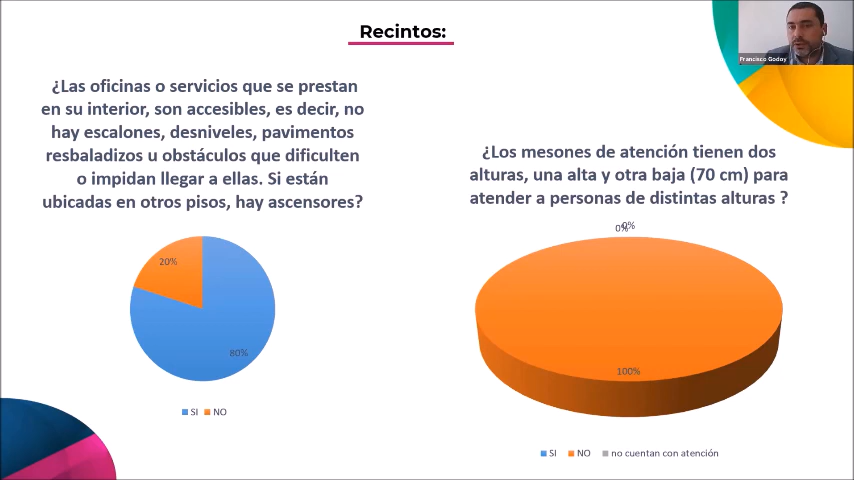 Recintos:
Francisco Godoy
¿Las oficinas o servicios que se prestan
en su interior, son accesibles, es decir, no
hay escalones, desniveles, pavimentos
resbaladizos u obstáculos que dificulten
o impidan llegar a ellas. Si están
ubicadas en otros pisos, hay ascensores?
20%
80%
SI NO
¿Los mesones de atención tienen dos
alturas, una alta y otra baja (70 cm) para
atender a personas de distintas alturas ?
0% 0%
100%
SI NO no cuentan con atención